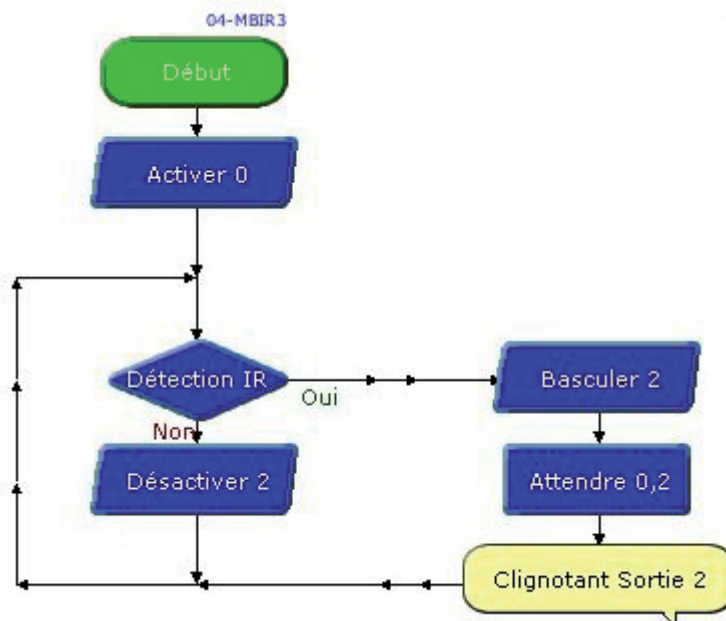 04-MBIR3
Début
Activer 0
Détection IR
Oui
Basculer 2
Non
Désactiver 2
Attendre 0,2
Clignotant Sortie 2